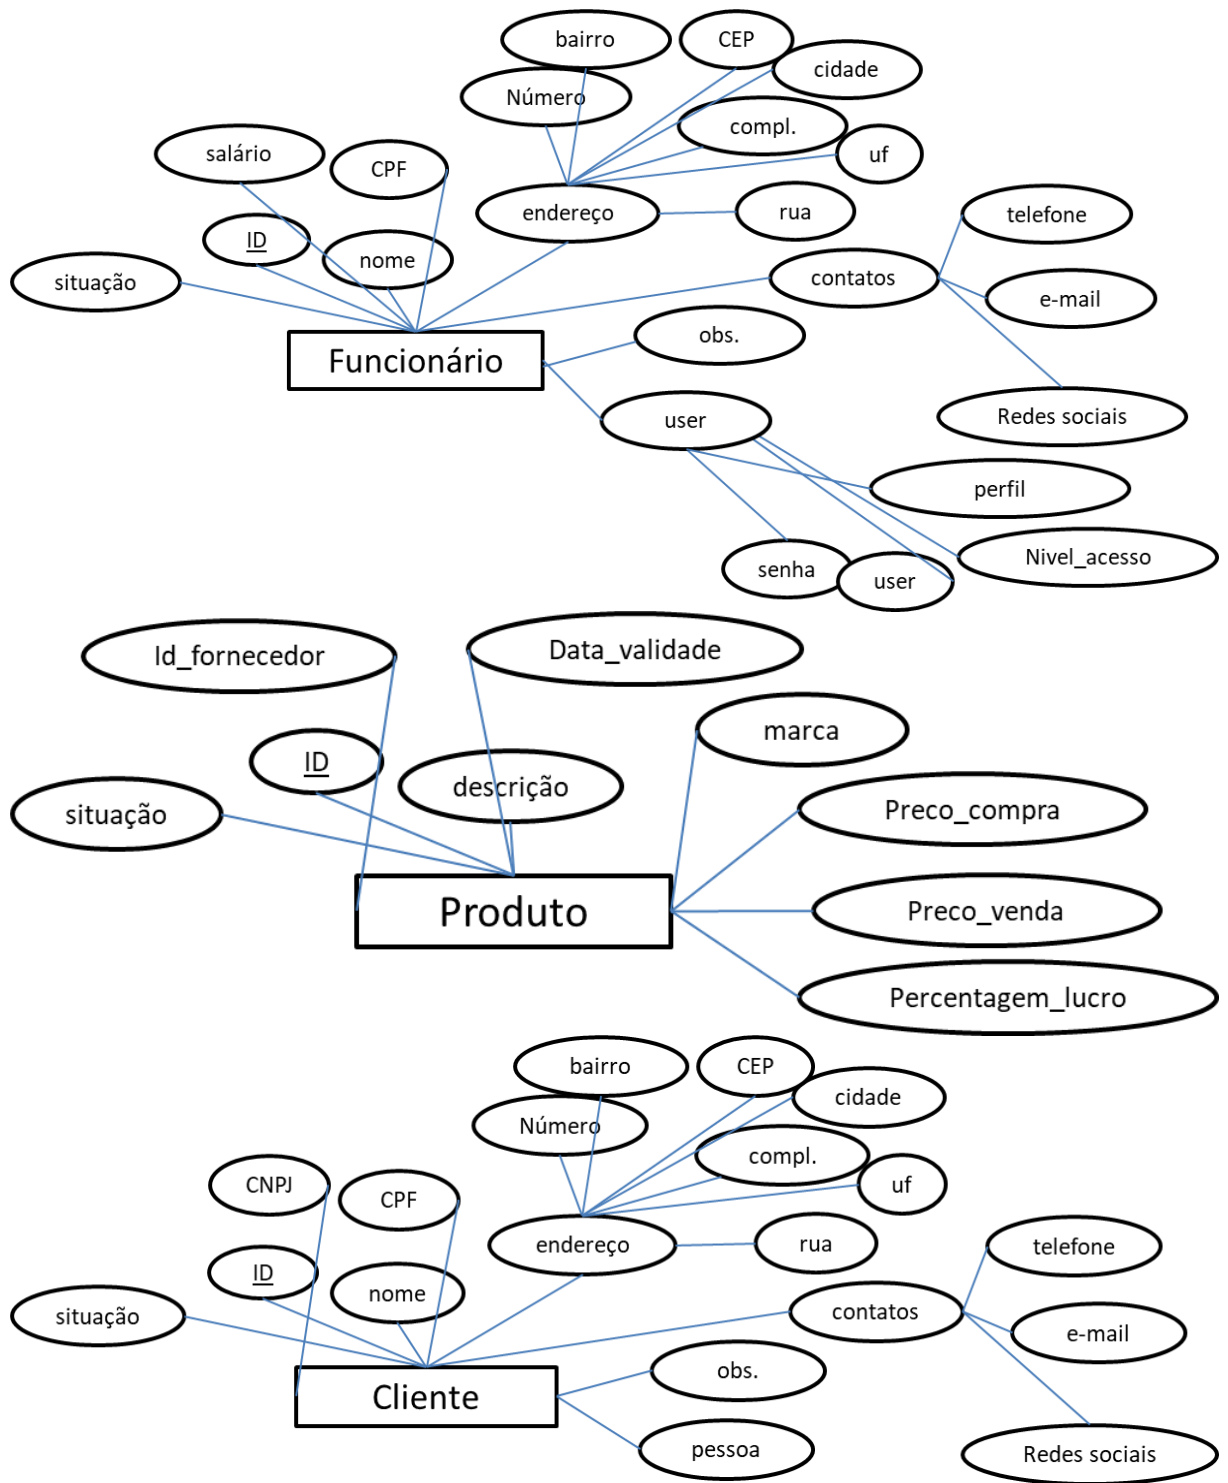 bairro
CEP
cidade
Número
compl.
salário
CPF
uf
endereço
rua
telefone
ID
nome
situação
contatos
e-mail
Funcionário
obs.
Redes sociais
user
perfil
Nivel_acesso
senha
user
Id_fornecedor
Data_validade
marca
ID
descrição
situação
Preco_compra
Produto
Preco_venda
Percentagem_lucro
bairro
CEP
cidade
Número
compl.
CNPJ
CPF
uf
endereço
rua
telefone
ID
nome
situação
contatos
e-mail
obs.
Cliente
pessoa
Redes sociais